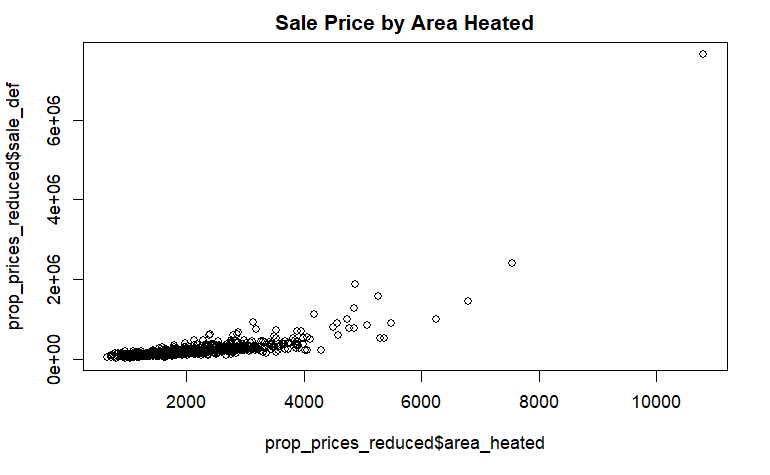 Sale Price by Area Heated
prop_prices_reduced$sale_def
6e+06
4e+06
2e+06
0e+00
2000 4000 6000 8000 10000
prop_prices_reduced$area_heated